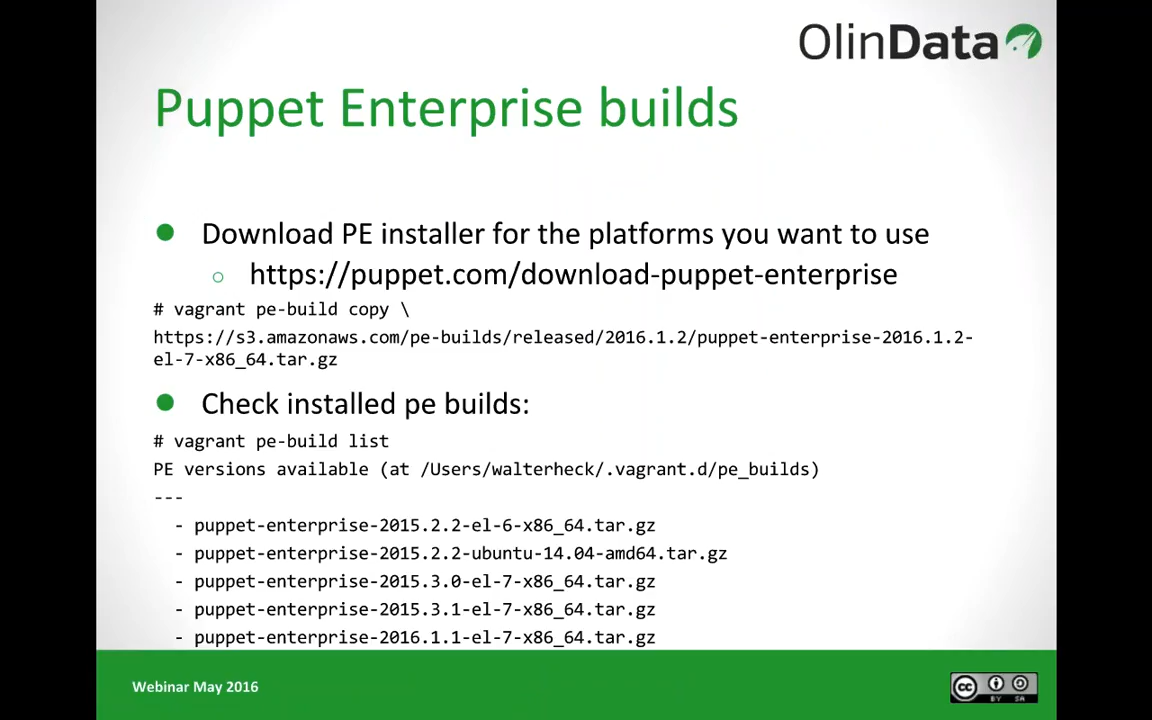 OlinData
Puppet Enterprise builds
● Download PE installer for the platforms you want to use
○ https://puppet.com/download-puppet-enterprise
# vagrant pe-build copy \
https://s3.amazonaws.com/pe-builds/released/2016.1.2/puppet-enterprise-2016.1.2-
el-7-x86_64.tar.gz
● Check installed pe builds:
# vagrant pe-build list
PE versions available (at /Users/walterheck/.vagrant.d/pe_builds)
---
- puppet-enterprise-2015.2.2-el-6-x86_64.tar.gz
- puppet-enterprise-2015.2.2-ubuntu-14.04-amd64.tar.gz
- puppet-enterprise-2015.3.0-el-7-x86_64.tar.gz
- puppet-enterprise-2015.3.1-el-7-x86_64.tar.gz
- puppet-enterprise-2016.1.1-el-7-x86_64.tar.gz
Webinar May 2016
cc
BY SA